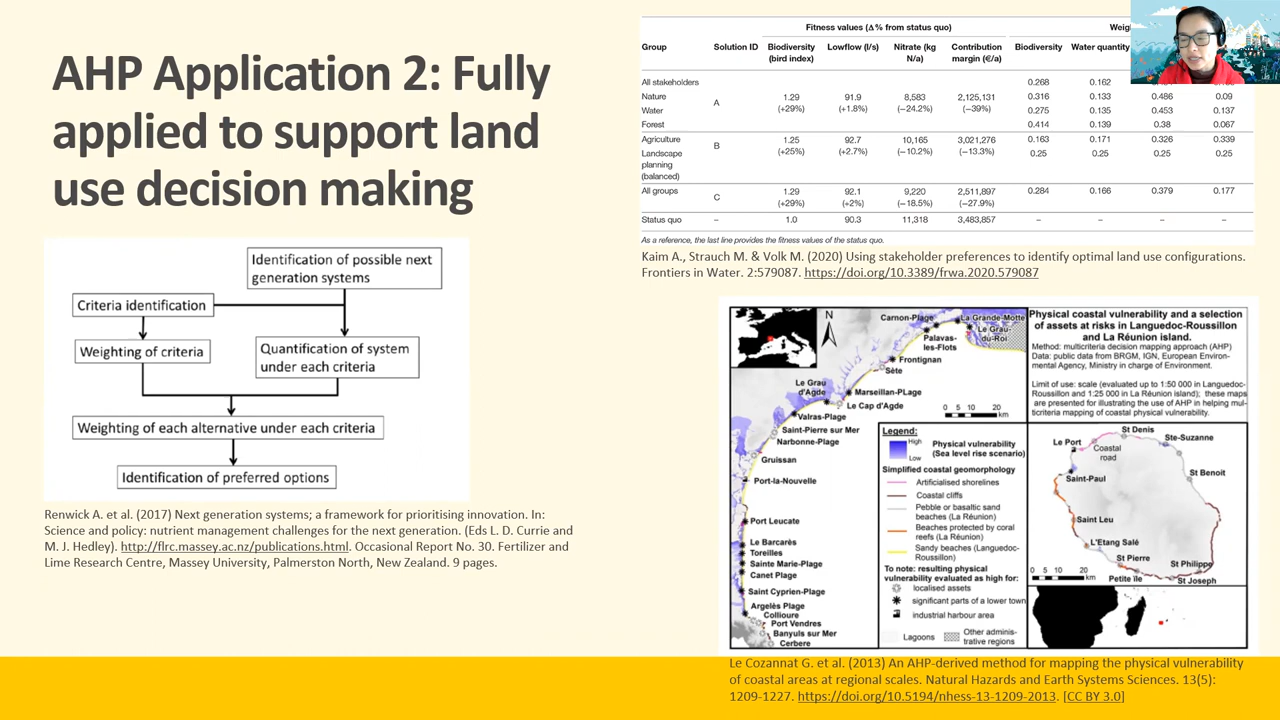 AHP Application 2: Fully
applied to support land
use decision making
Identification of possible next
generation systems;
Criteria identification
Weighting of criteria
Quantification of system
under each criteria
Weighting of each alternative under each criteria
Identification of preferred options
Renwick A. et al. (2017) Next generation systems; a framework for prioritising innovation. In:
Science and policy: nutrient management challenges for the next generation. (Eds L. D. Currie and
M. J. Hedley). http://flrc.massey.ac.nz/publications.html. Occasional Report No. 30. Fertilizer and
Lime Research Centre, Massey University, Palmerston North, New Zealand. 9 pages.
Fitness values (Δ% from status quo)
Group Solution ID Biodiversity (bird index) Lowflow (l/s) Nitrate (kg N/a) Contribution margin (€/a) Biodiversity Water quantity
All stakeholders 0.268 0.162
Nature A 1.29 91.9 8,583 2,125,131 0.316 0.133 0.486 0.09
Water (+29%) (+1.8%) (−24.2%) (−39%) 0.275 0.135 0.453 0.137
Forest 0.414 0.139 0.38 0.067
Agriculture B 1.25 92.7 10,165 3,021,276 0.163 0.171 0.326 0.339
Landscape (+25%) (+2.7%) (−10.2%) (−13.3%) 0.25 0.25 0.25 0.25
planning
(balanced)
All groups C 1.29 92.1 9,220 2,511,897 0.284 0.166 0.379 0.177
(+29%) (+2%) (−18.5%) (−27.9%)
Status quo – 1.0 90.3 11,318 3,483,857 – – – –
As a reference, the last line provides the fitness values of the status quo.
Kaim A., Strauch M. & Volk M. (2020) Using stakeholder preferences to identify optimal land use configurations.
Frontiers in Water. 2:579087. https://doi.org/10.3389/frwa.2020.579087
Physical coastal vulnerability and a selection
of assets at risks in Languedoc-Roussillon
and La Réunion island.
Method: multicriteria decision mapping approach (AHP)
Data: public data from BRGM, IGN, European Environ-
mental Agency, Ministry in charge of Environment.
Limit of use: scale (evaluated up to 1:50 000 in Languedoc-
Roussillon and 1:25 000 in La Réunion island); these maps
are presented for illustrating the use of AHP in helping mul-
ticriteria mapping of coastal physical vulnerability.
N
Carnon-Plage
La Grande-Motte
Le Grau-
du-Roi
Palavas-
les-Flots
Frontignan
Sète
Le Grau
d'Agde
Marseillan-PLage
Le Cap d'Agde
Valras-Plage
Saint-Pierre sur Mer
Narbonne-Plage
Gruissan
Port-la-Nouvelle
Port Leucate
Le Barcarès
Toreilles
Sainte Marie-Plage
Canet Plage
Saint Cyprien-Plage
Argelès Plage
Collioure
Port Vendres
Banyuls sur Mer
Cerbere
0 5 10 20
km
Legend:
High
Low
Physical vulnerability
(Sea level rise scenario)
Simplified coastal geomorphology
Artificialised shorelines
Coastal cliffs
Pebble or basaltic sand
beaches (La Réunion)
Beaches protected by coral
reefs (La Réunion)
Sandy beaches (Languedoc-
Roussillon)
To note: resulting physical
vulnerability evaluated as high for:
localised assets
significant parts of a lower town
industrial harbour area
Lagoons
Other adminis-
trative regions
St Denis
Le Port
Coastal
road
Ste-Suzanne
St Benoit
Saint-Paul
Saint Leu
L'Etang Salé
St Pierre
St Philippe
Petite île
St Joseph
0 5 10 20
km
Le Cozannat G. et al. (2013) An AHP-derived method for mapping the physical vulnerability
of coastal areas at regional scales. Natural Hazards and Earth Systems Sciences. 13(5):
1209-1227. https://doi.org/10.5194/nhess-13-1209-2013. [CC BY 3.0]